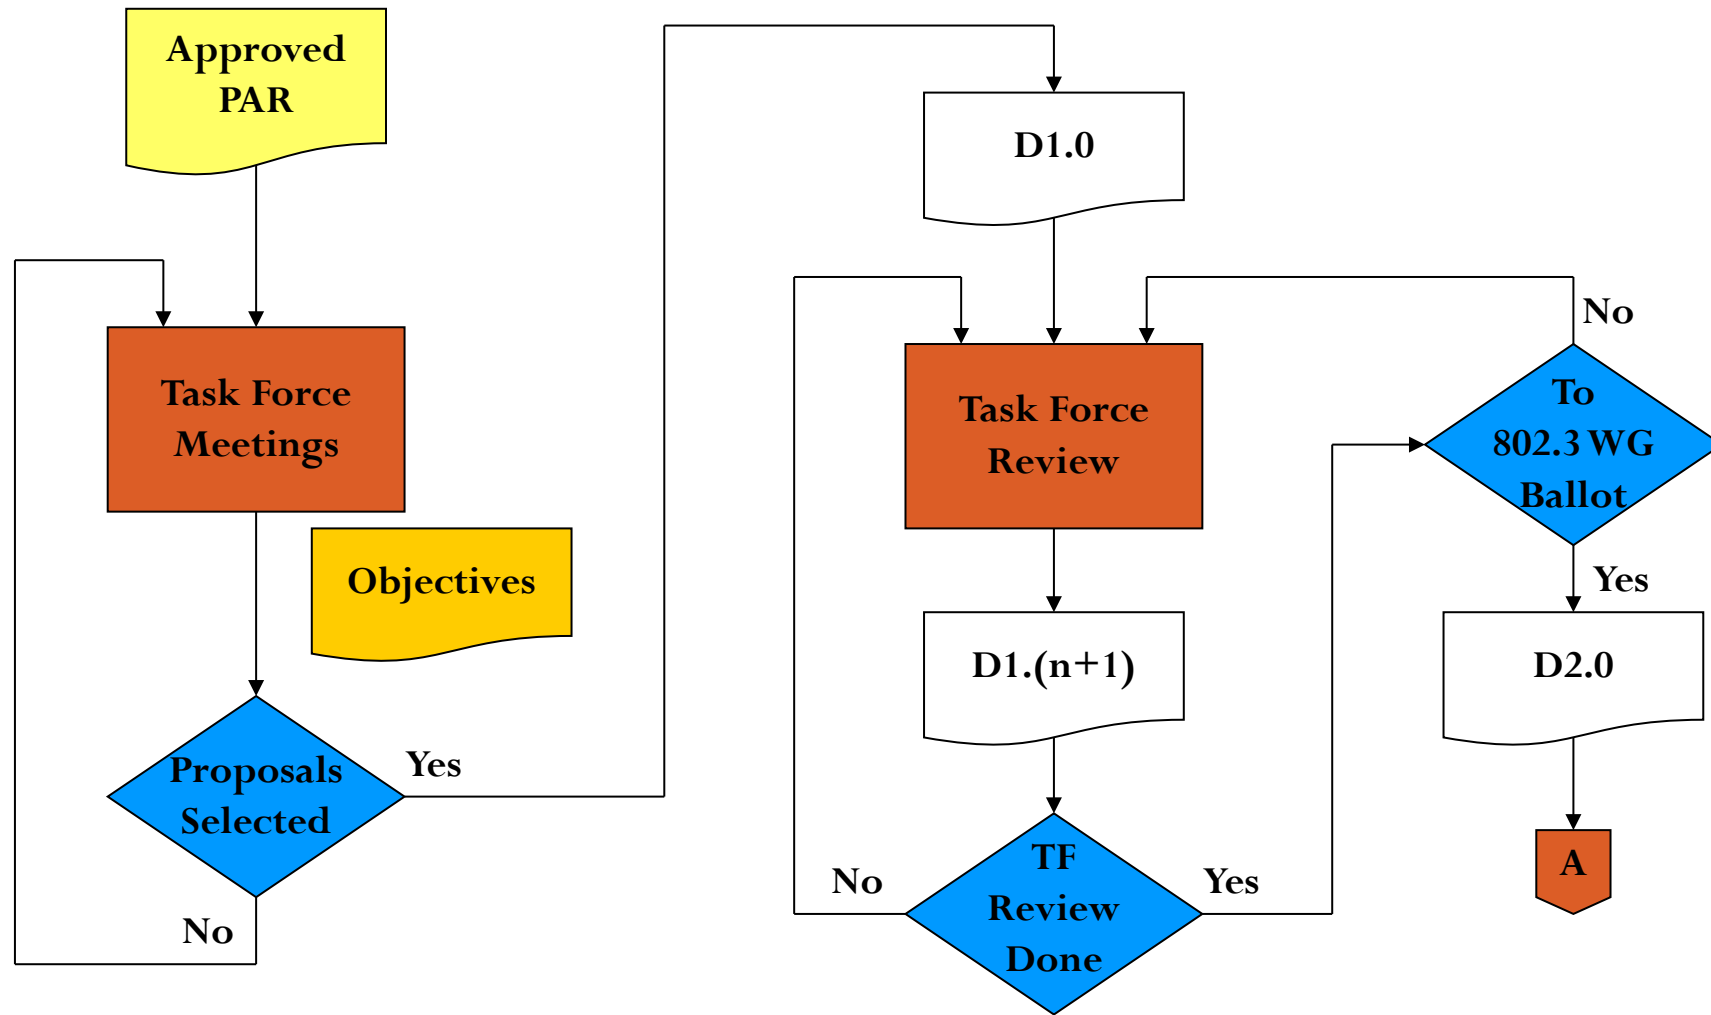 Approved
PAR
Task Force
Meetings
Objectives
Proposals
Selected
Yes
No
D1.0
Task Force
Review
D1.(n+1)
TF
Review
Done
No
Yes
To
802.3 WG
Ballot
No
Yes
D2.0
A